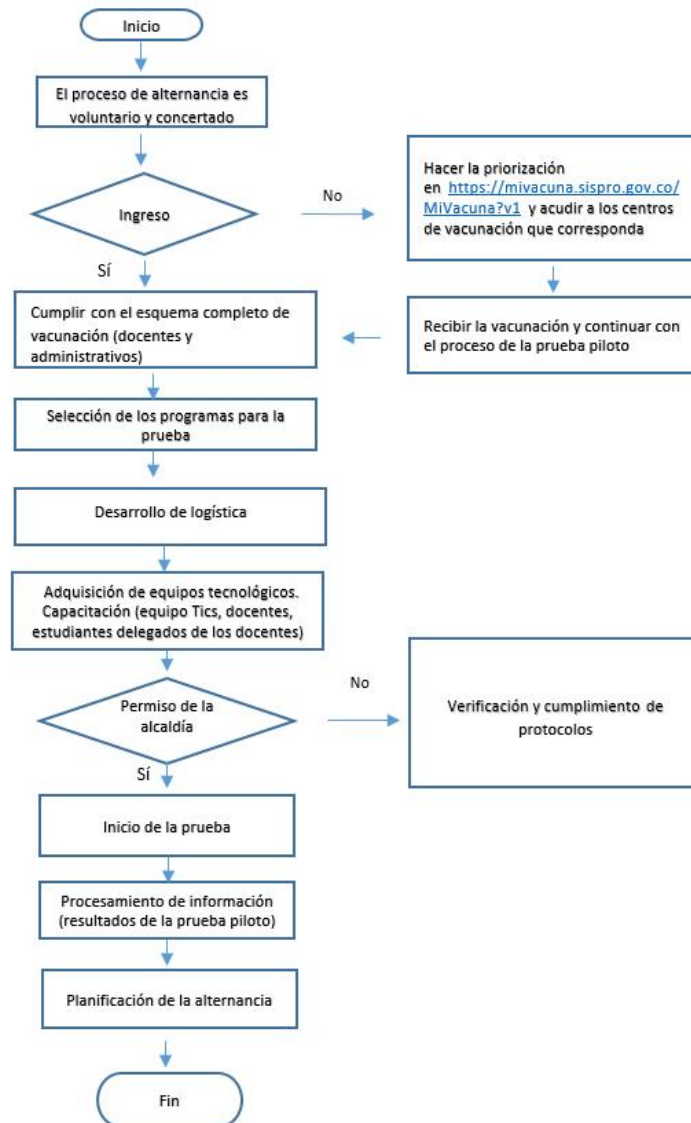 Inicio
El proceso de alternancia es
voluntario y concertado
Ingreso
No
Hacer la priorización
en https://mivacuna.sispro.gov.co/
MiVacuna?v1 y acudir a los centros
de vacunación que corresponda
Sí
Cumplir con el esquema completo de
vacunación (docentes y
administrativos)
Recibir la vacunación y continuar con
el proceso de la prueba piloto
Selección de los programas para la
prueba
Desarrollo de logística
Adquisición de equipos tecnológicos.
Capacitación (equipo Tics, docentes,
estudiantes delegados de los docentes)
Permiso de la
alcaldía
No
Verificación y cumplimiento de
protocolos
Sí
Inicio de la prueba
Procesamiento de información
(resultados de la prueba piloto)
Planificación de la alternancia
Fin